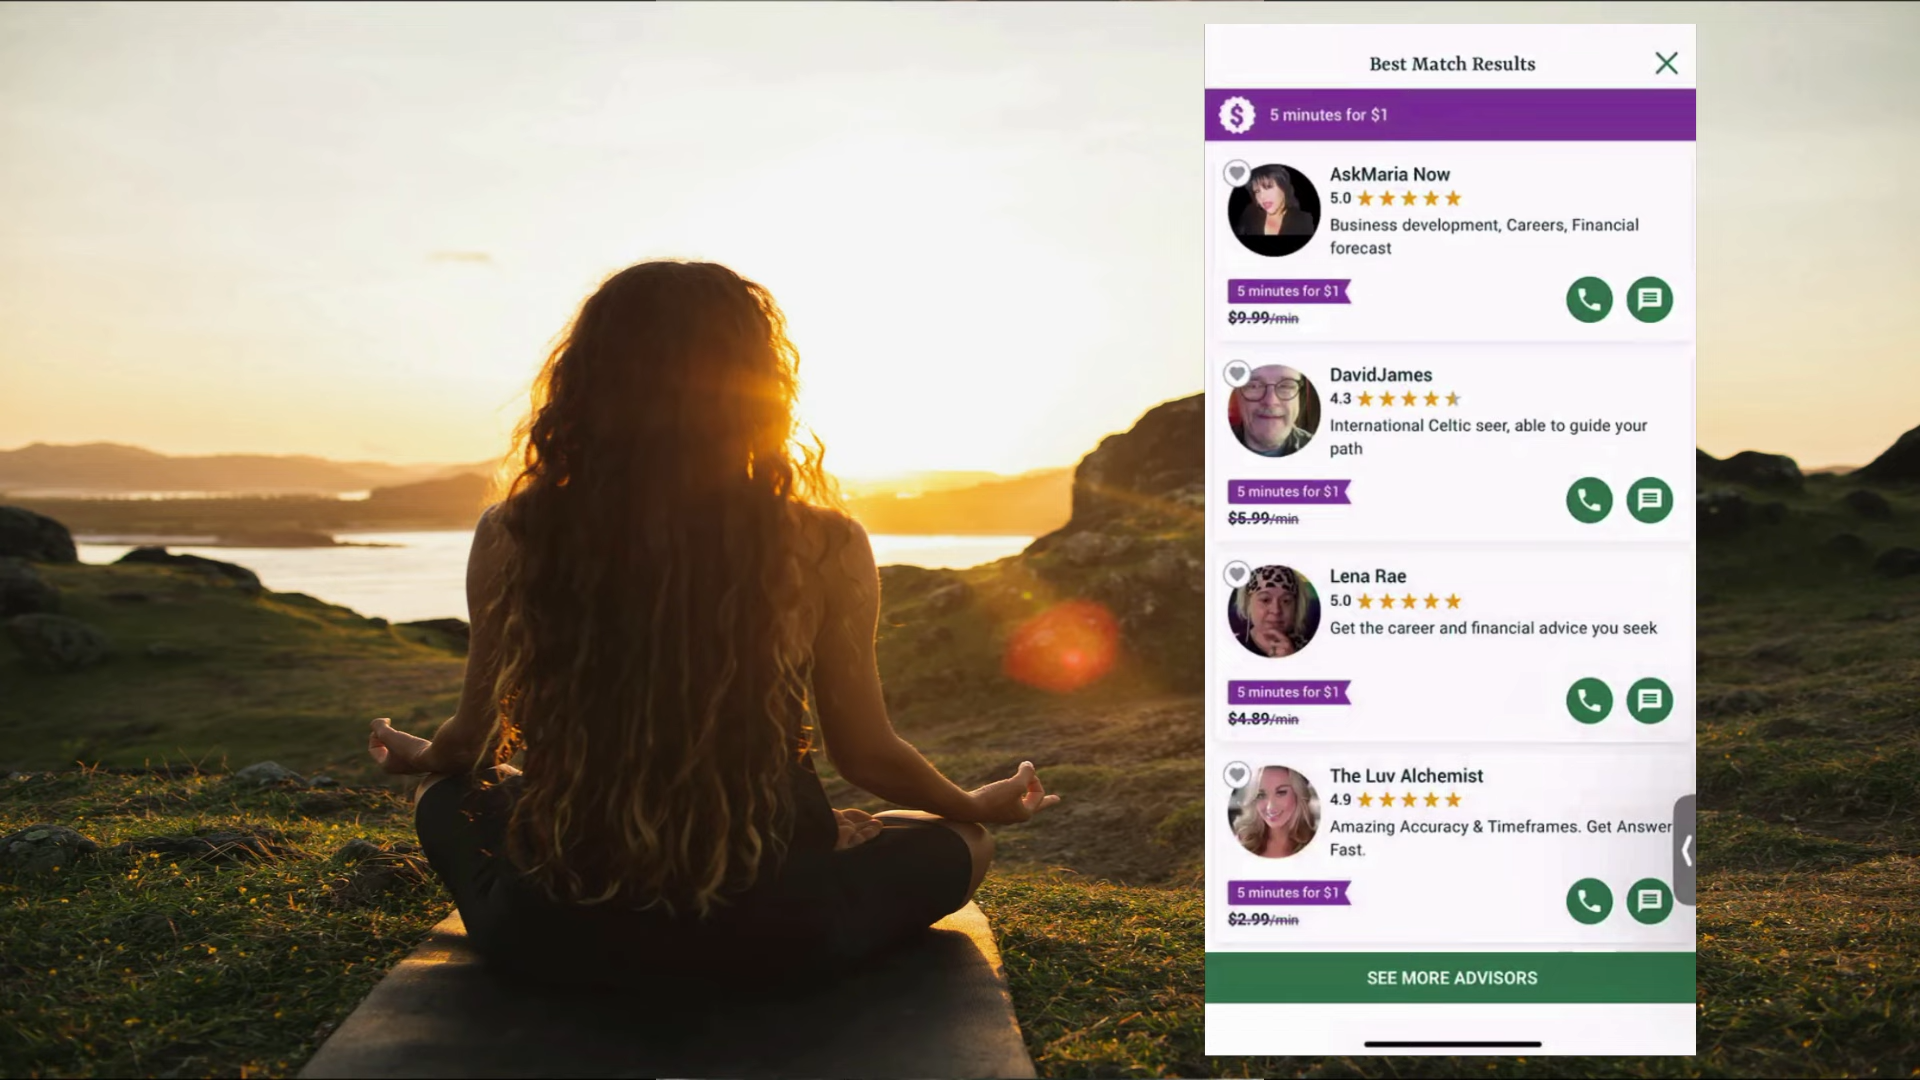 Best Match Results
$ 5 minutes for $1
AskMaria Now
5.0
Business development, Careers, Financial
forecast
5 minutes for $1
$9.99/min
DavidJames
4.3
International Celtic seer, able to guide your
path
5 minutes for $1
$5.99/min
Lena Rae
5.0
Get the career and financial advice you seek
5 minutes for $1
$4.89/min
The Luv Alchemist
4.9
Amazing Accuracy & Timeframes. Get Answer
Fast.
5 minutes for $1
$2.99/min
SEE MORE ADVISORS